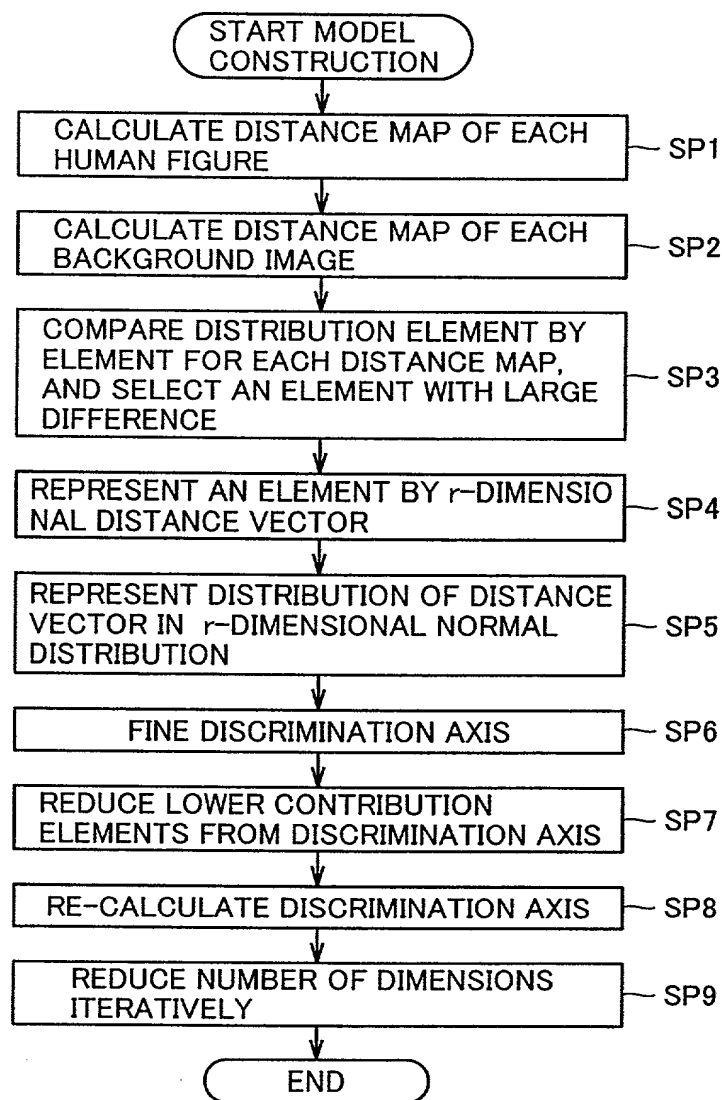 START MODEL
CONSTRUCTION
CALCULATE DISTANCE MAP OF EACH
HUMAN FIGURE
SP1
CALCULATE DISTANCE MAP OF EACH
BACKGROUND IMAGE
SP2
COMPARE DISTRIBUTION ELEMENT BY
ELEMENT FOR EACH DISTANCE MAP,
AND SELECT AN ELEMENT WITH LARGE
DIFFERENCE
SP3
REPRESENT AN ELEMENT BY r-DIMENSIO
NAL DISTANCE VECTOR
SP4
REPRESENT DISTRIBUTION OF DISTANCE
VECTOR IN r-DIMENSIONAL NORMAL
DISTRIBUTION
SP5
FINE DISCRIMINATION AXIS
SP6
REDUCE LOWER CONTRIBUTION
ELEMENTS FROM DISCRIMINATION AXIS
SP7
RE-CALCULATE DISCRIMINATION AXIS
SP8
REDUCE NUMBER OF DIMENSIONS
ITERATIVELY
SP9
END